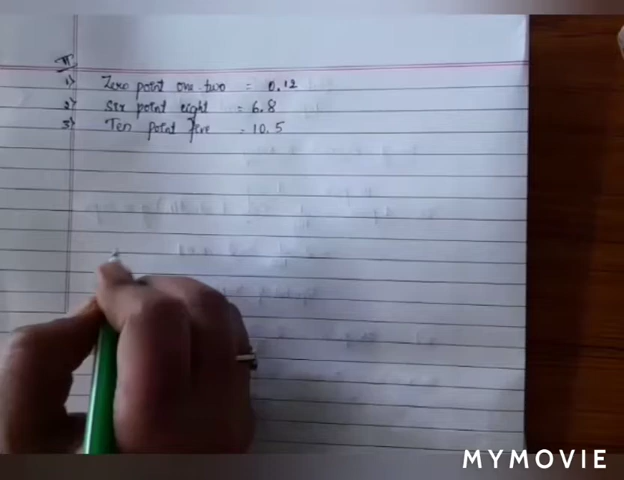 II
1) Zero point one two = 0.12
2) Six point eight = 6.8
3) Ten point five = 10.5
MYMOVIE